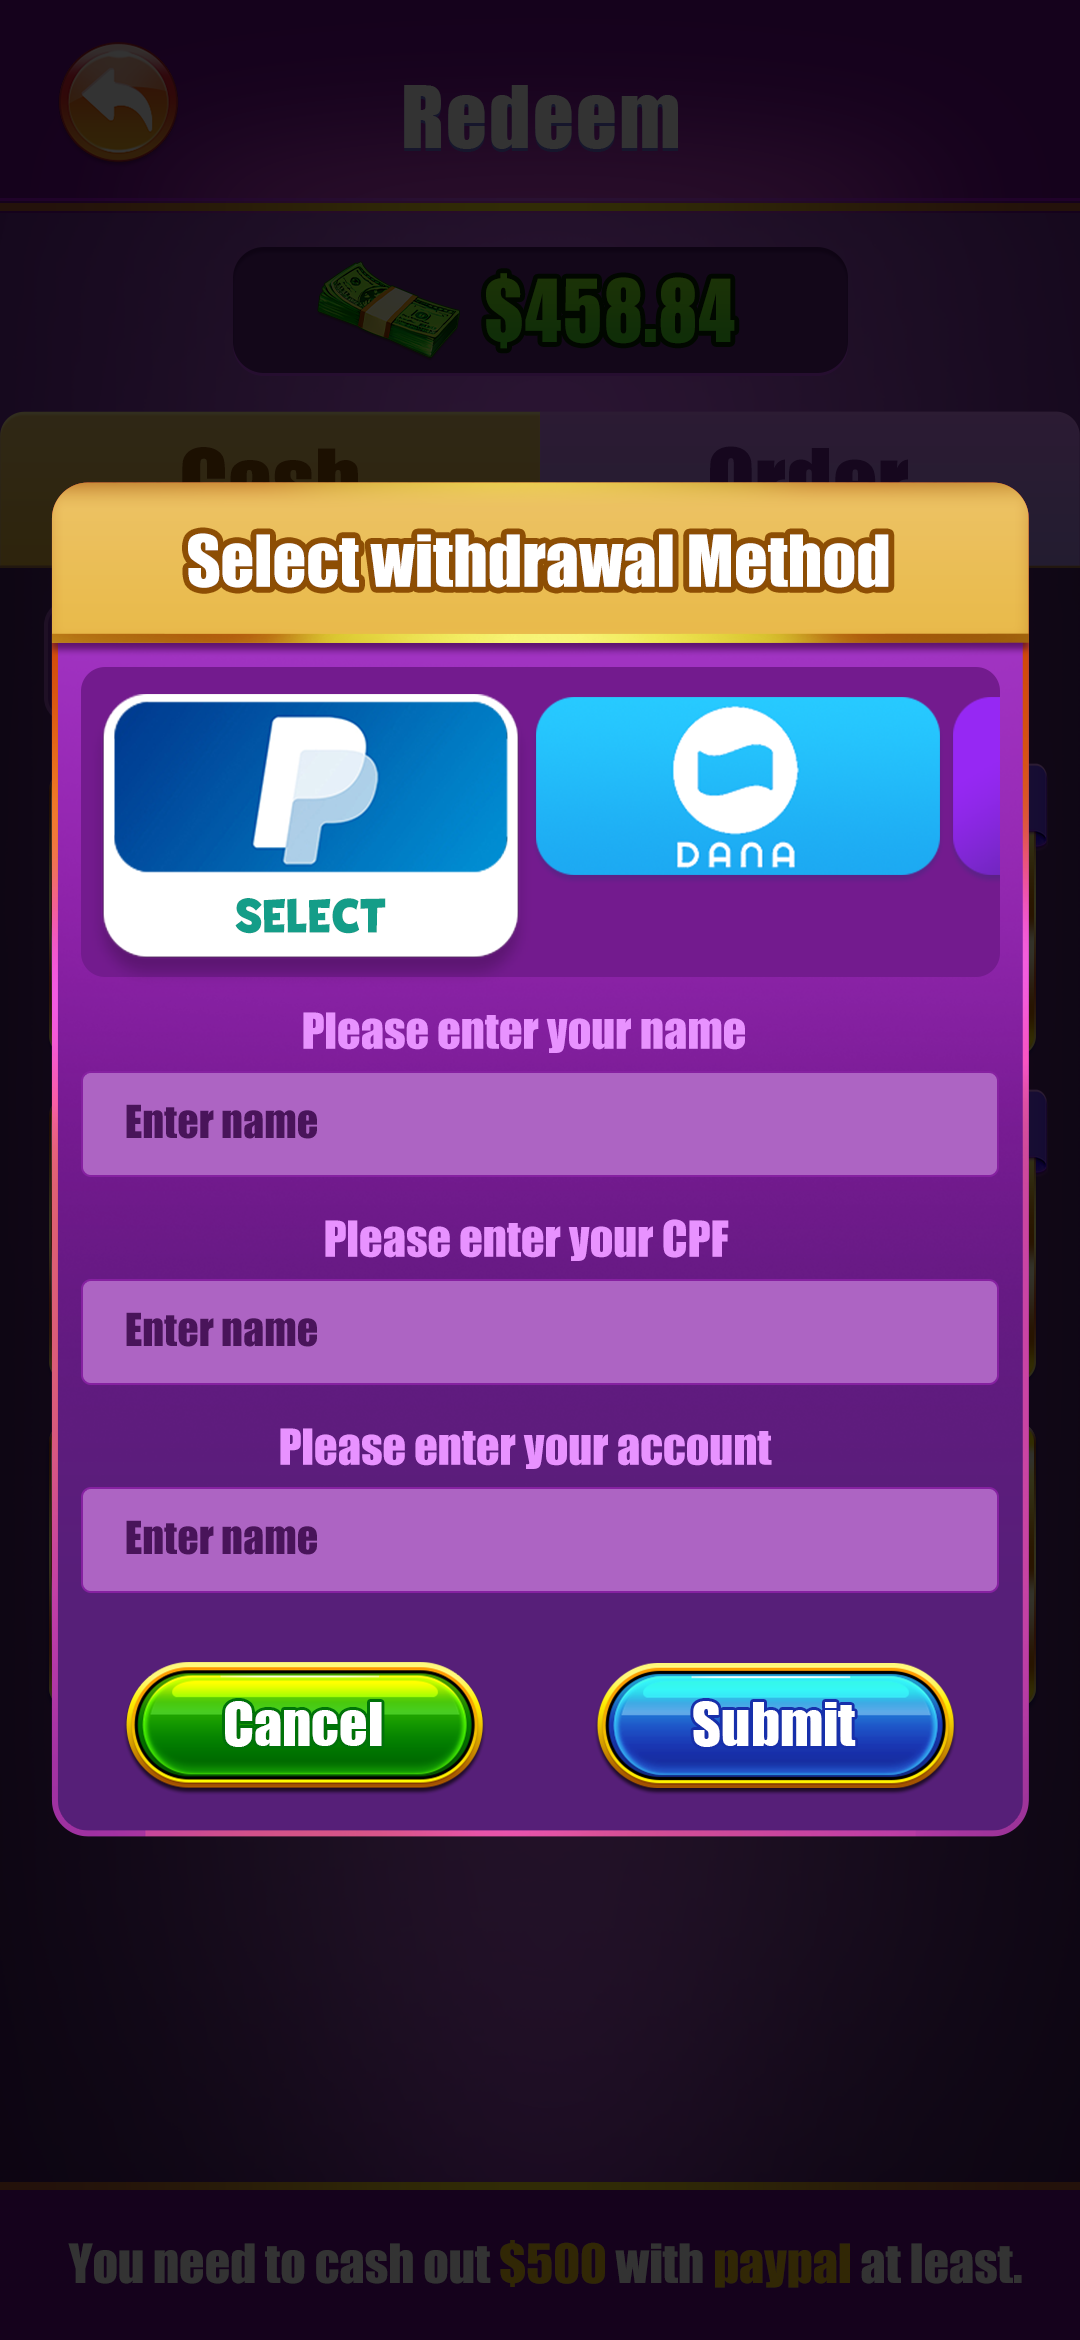 Redeem
$458.84
Cash Order
Select withdrawal Method
DANA
SELECT
Please enter your name
Enter name
Please enter your CPF
Enter name
Please enter your account
Enter name
Cancel Submit
You need to cash out $500 with paypal at least.